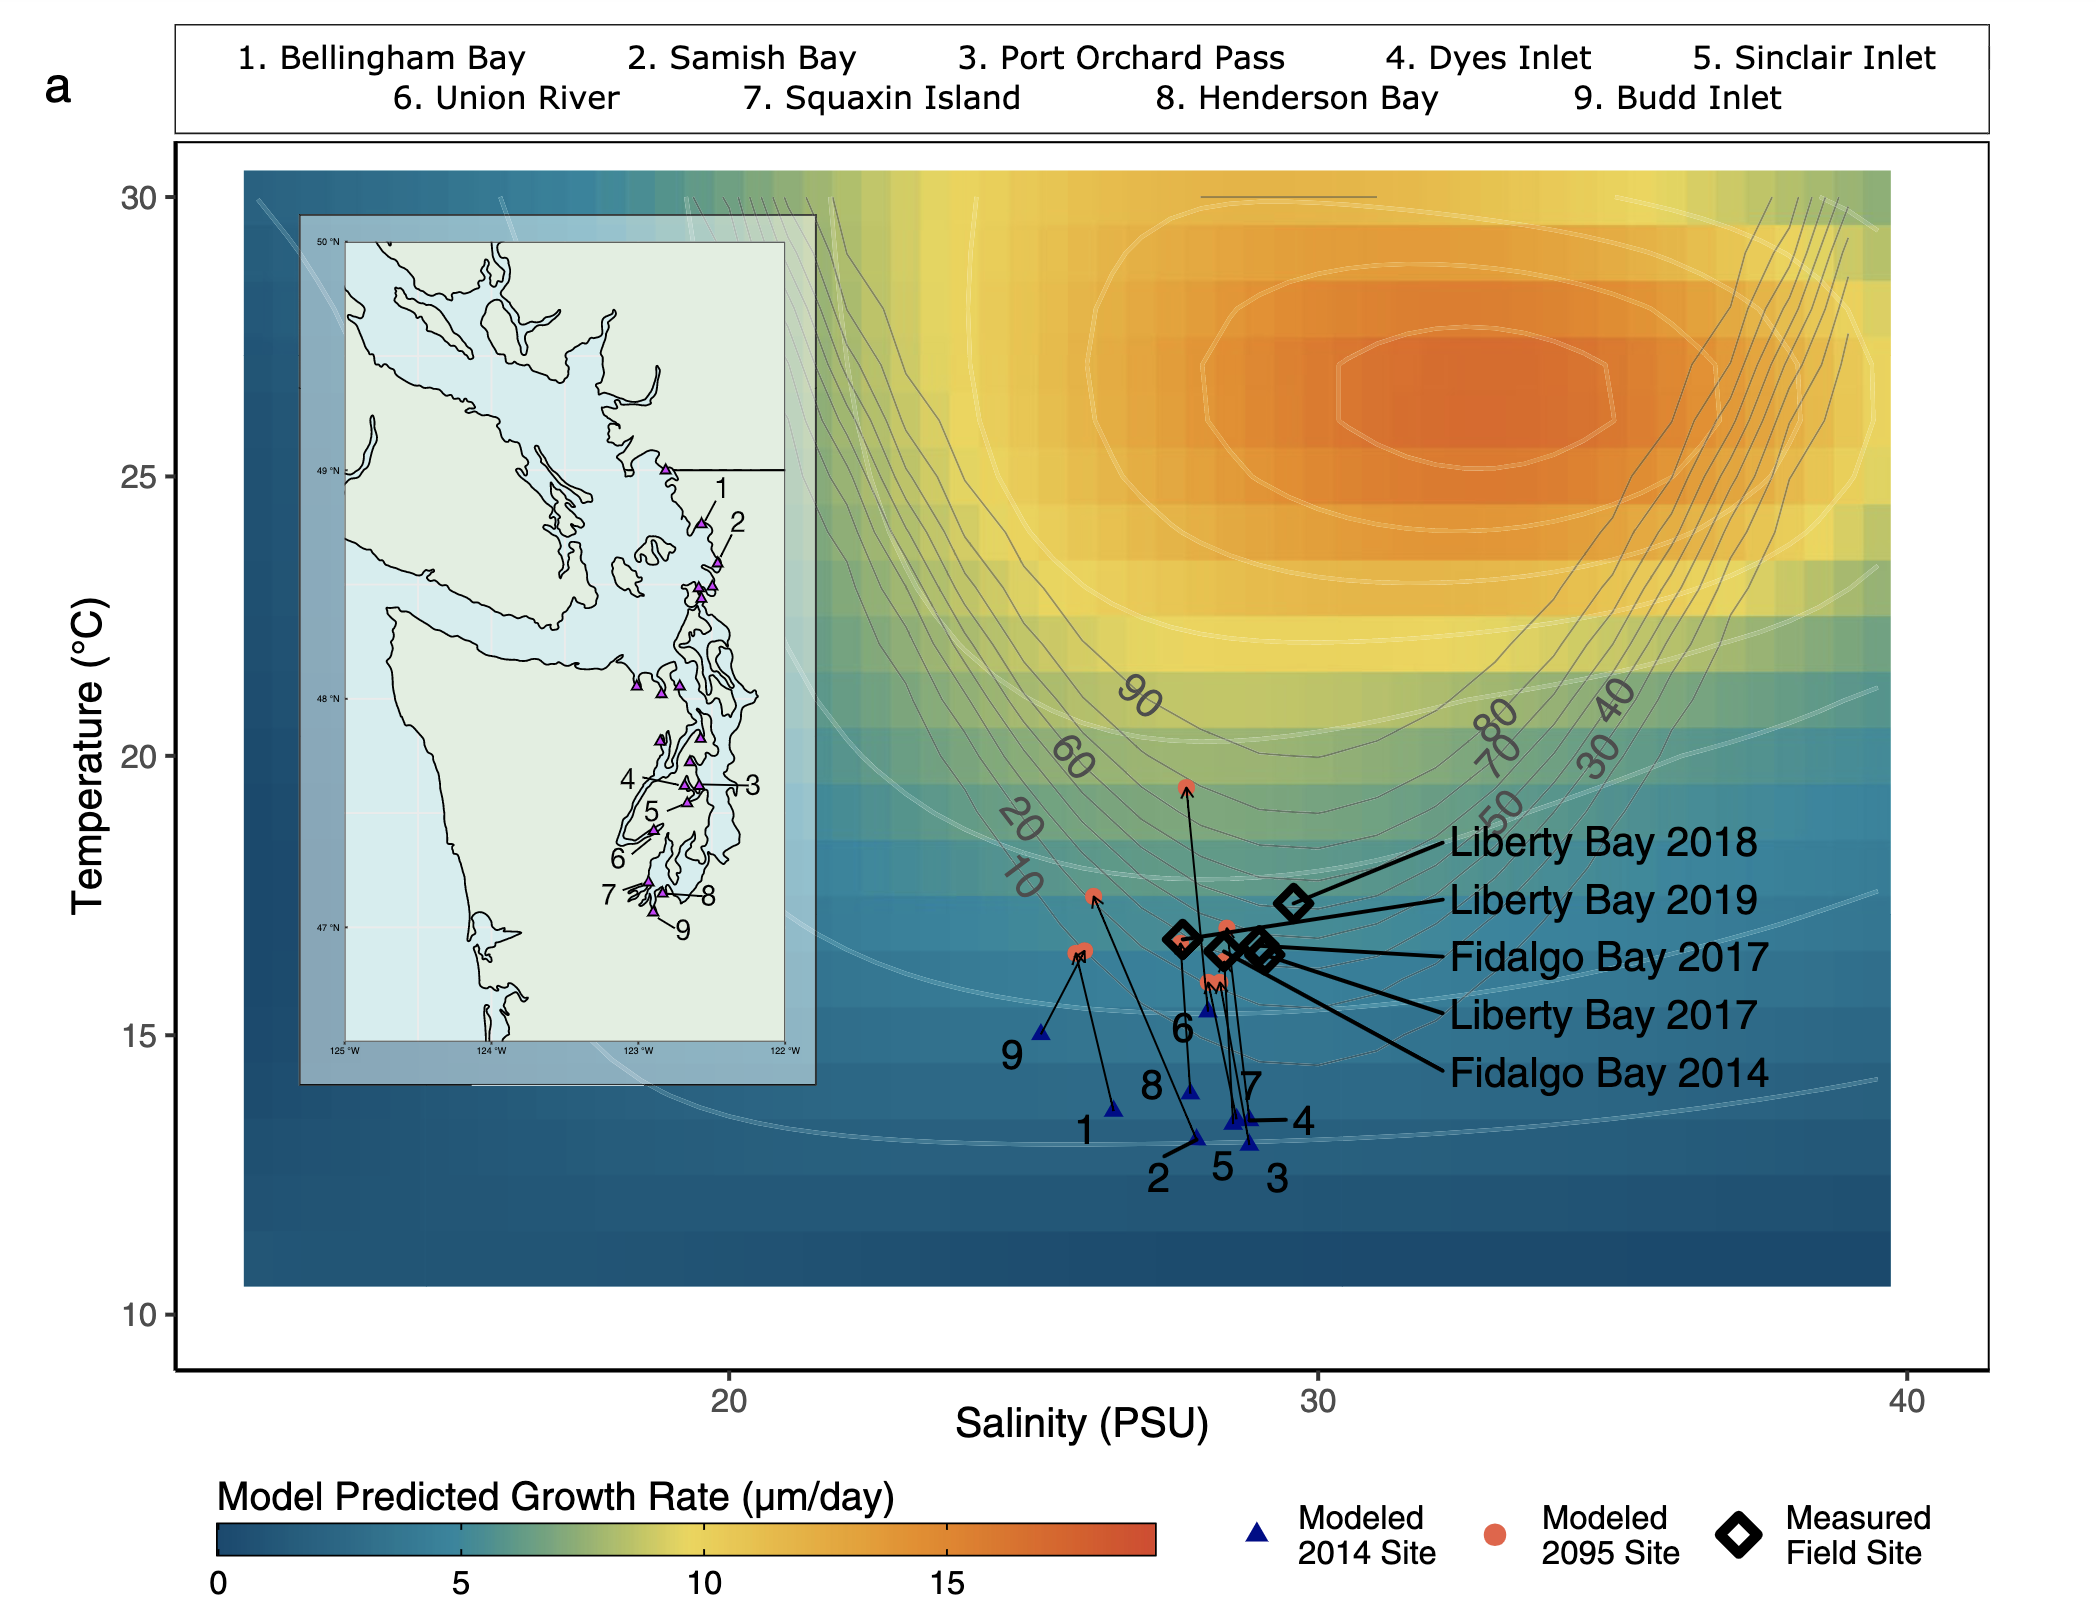 a
1. Bellingham Bay 2. Samish Bay 3. Port Orchard Pass 4. Dyes Inlet 5. Sinclair Inlet
6. Union River 7. Squaxin Island 8. Henderson Bay 9. Budd Inlet
30
25
20
15
10
Temperature (°C)
50 °N
49 °N
48 °N
47 °N
125 °W 124 °W 123 °W 122 °W
1
2
4
3
5
6
7
8
9
90
60
20
10
80
70
40
30
50
Liberty Bay 2018
Liberty Bay 2019
Fidalgo Bay 2017
Liberty Bay 2017
Fidalgo Bay 2014
6
9
8
7
1
4
2
5
3
20 30 40
Salinity (PSU)
Model Predicted Growth Rate (µm/day)
0 5 10 15
Modeled
2014 Site
Modeled
2095 Site
Measured
Field Site